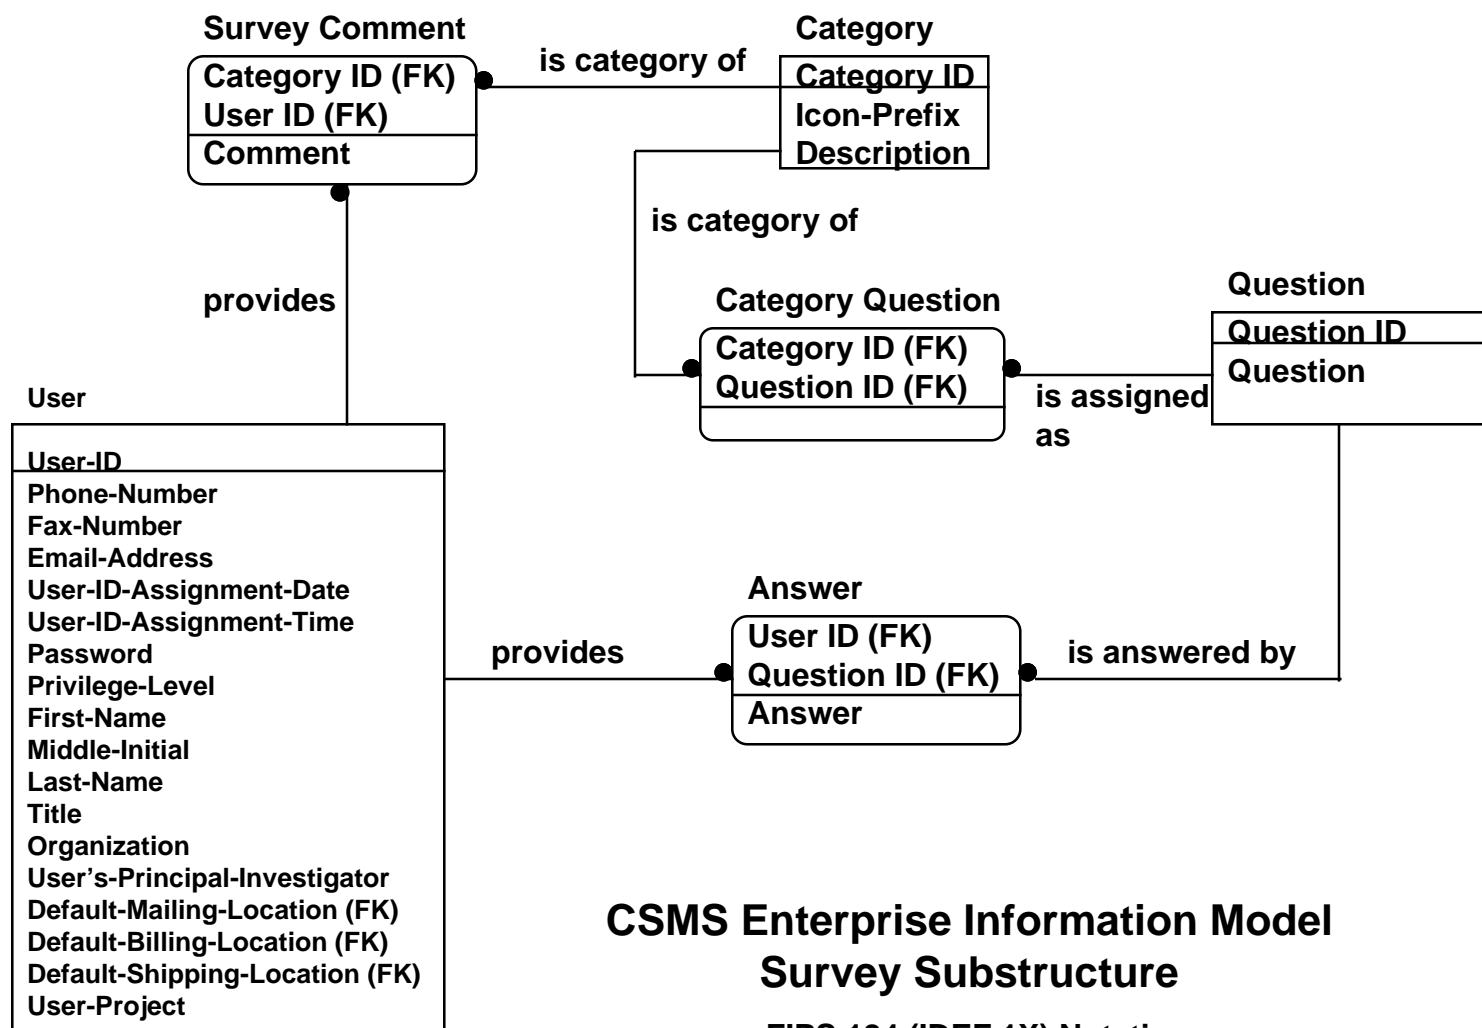 Survey Comment
Category ID (FK)
User ID (FK)
Comment
is category of
Category
Category ID
Icon-Prefix
Description
is category of
provides
Category Question
Category ID (FK)
Question ID (FK)
is assigned
as
Question
Question ID
Question
User
User-ID
Phone-Number
Fax-Number
Email-Address
User-ID-Assignment-Date
User-ID-Assignment-Time
Password
Privilege-Level
First-Name
Middle-Initial
Last-Name
Title
Organization
User’s-Principal-Investigator
Default-Mailing-Location (FK)
Default-Billing-Location (FK)
Default-Shipping-Location (FK)
User-Project
provides
Answer
User ID (FK)
Question ID (FK)
Answer
is answered by
CSMS Enterprise Information Model
Survey Substructure